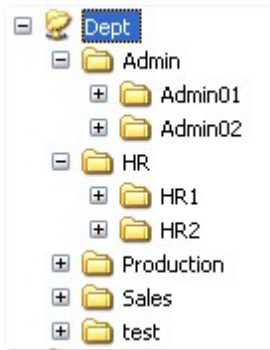 Dept
Admin
Admin01
Admin02
HR
HR1
HR2
Production
Sales
test